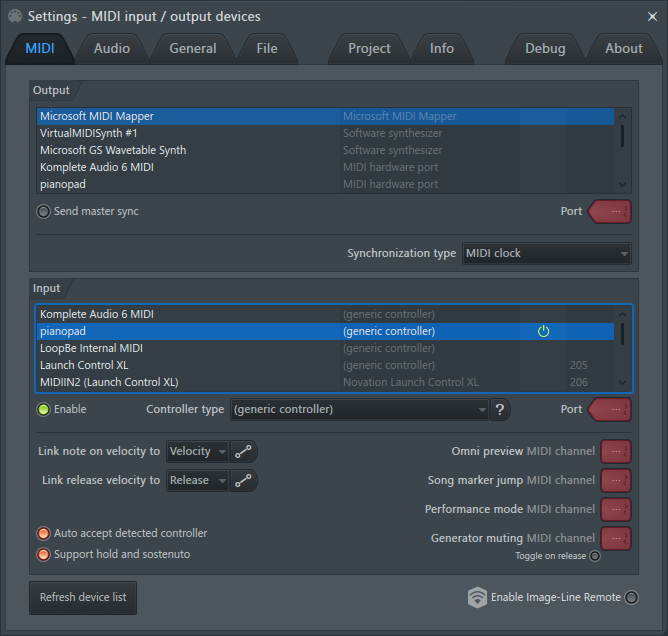 Settings - MIDI input / output devices
MIDI Audio General File Project Info Debug About
Output
Microsoft MIDI Mapper Microsoft MIDI Mapper
VirtualMIDISynth #1 Software synthesizer
Microsoft GS Wavetable Synth Software synthesizer
Komplete Audio 6 MIDI MIDI hardware port
pianopad MIDI hardware port
Send master sync Port ---
Synchronization type MIDI clock
Input
Komplete Audio 6 MIDI (generic controller)
pianopad (generic controller)
LoopBe Internal MIDI (generic controller)
Launch Control XL (generic controller) 205
MIDIIN2 (Launch Control XL) Novation Launch Control XL 206
Enable Controller type (generic controller) ? Port ---
Link note on velocity to Velocity Omni preview MIDI channel ---
Link release velocity to Release Song marker jump MIDI channel ---
Performance mode MIDI channel ---
Auto accept detected controller Generator muting MIDI channel ---
Support hold and sostenuto Toggle on release
Refresh device list Enable Image-Line Remote